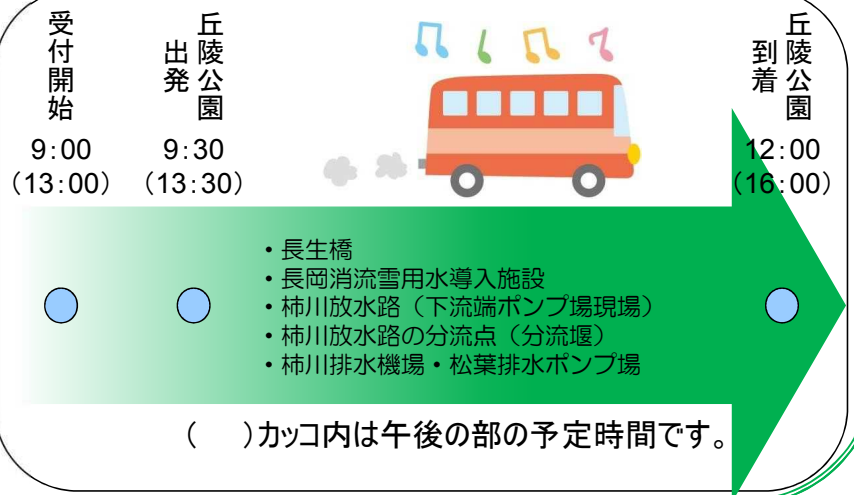 受付開始
9:00
(13:00)
丘陵公園
出発
9:30
(13:30)
丘陵公園
到着
12:00
(16:00)
・長生橋
・長岡消流雪用水導入施設
・柿川放水路（下流端ポンプ場現場）
・柿川放水路の分流点（分流堰）
・柿川排水機場・松葉排水ポンプ場
(　)カッコ内は午後の部の予定時間です。